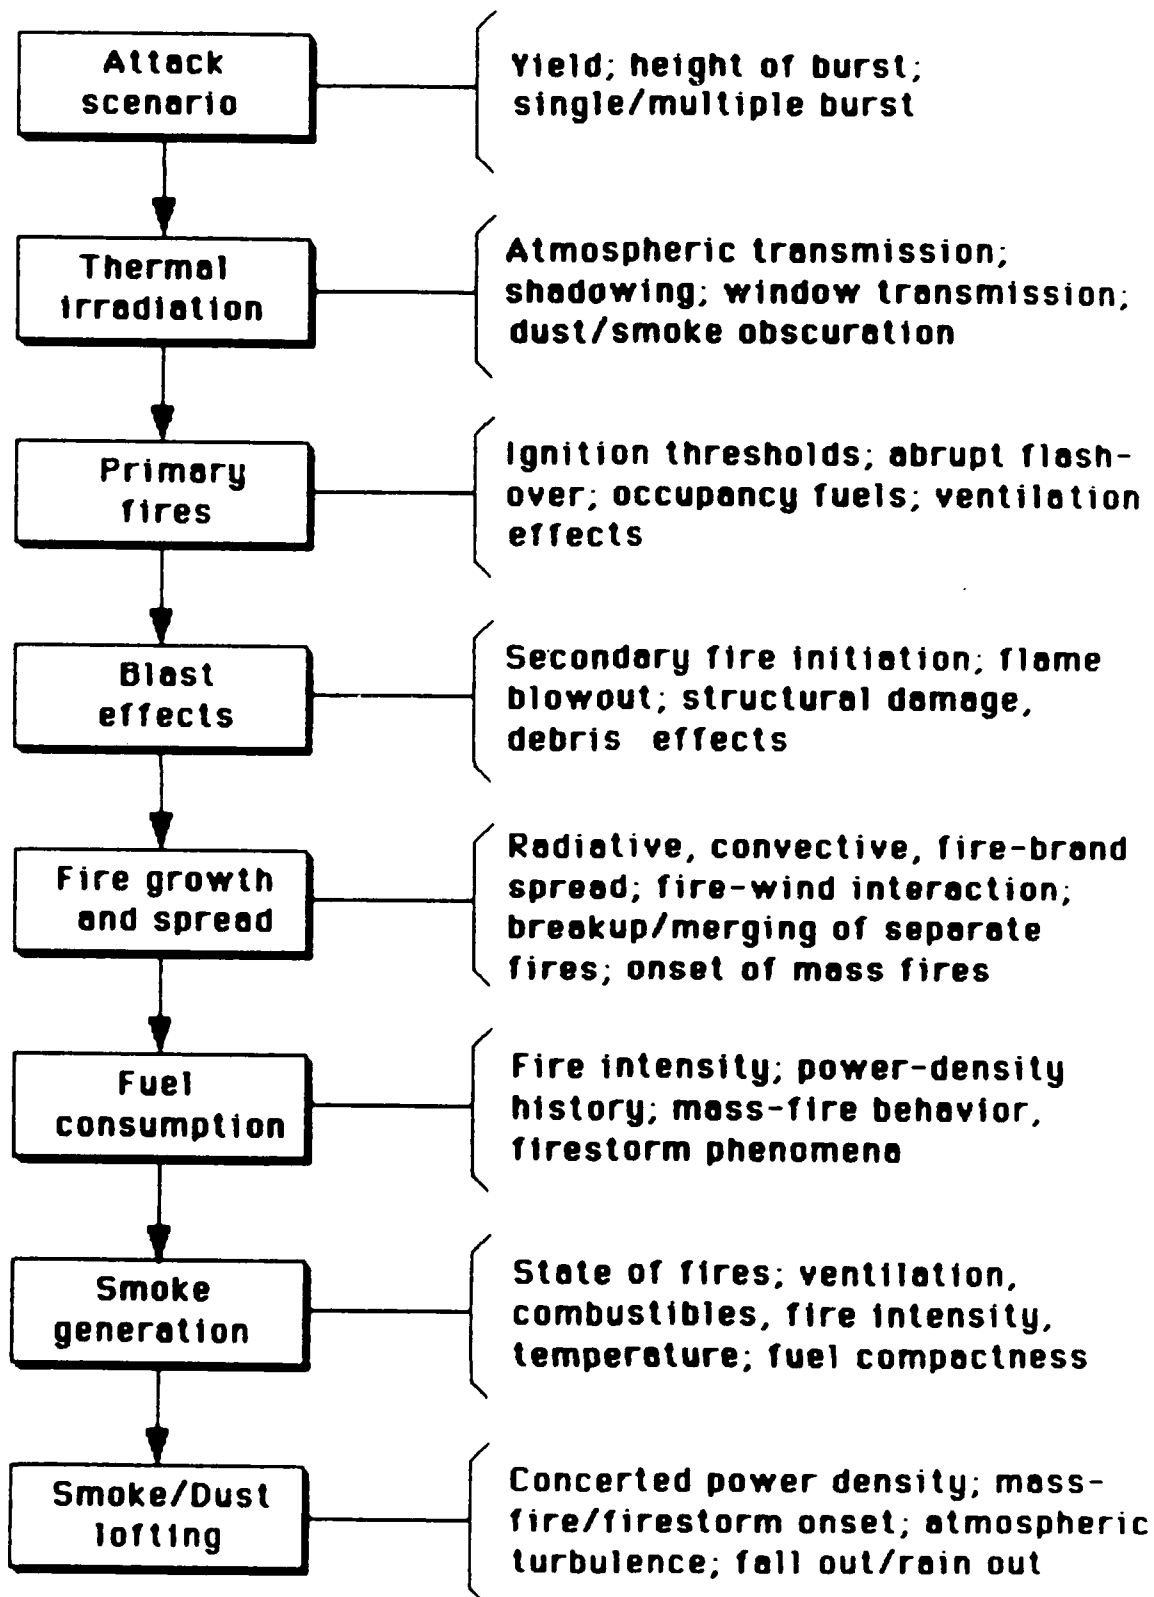 Attack
scenario
Yield; height of burst;
single/multiple burst
Thermal
irradiation
Atmospheric transmission;
shadowing; window transmission;
dust/smoke obscuration
Primary
fires
Ignition thresholds; abrupt flash-
over; occupancy fuels; ventilation
effects
Blast
effects
Secondary fire initiation; flame
blowout; structural damage,
debris effects
Fire growth
and spread
Radiative, convective, fire-brand
spread; fire-wind interaction;
breakup/merging of separate
fires; onset of mass fires
Fuel
consumption
Fire intensity; power-density
history; mass-fire behavior,
firestorm phenomena
Smoke
generation
State of fires; ventilation,
combustibles, fire intensity,
temperature; fuel compactness
Smoke/Dust
lofting
Concerted power density; mass-
fire/firestorm onset; atmospheric
turbulence; fall out/rain out